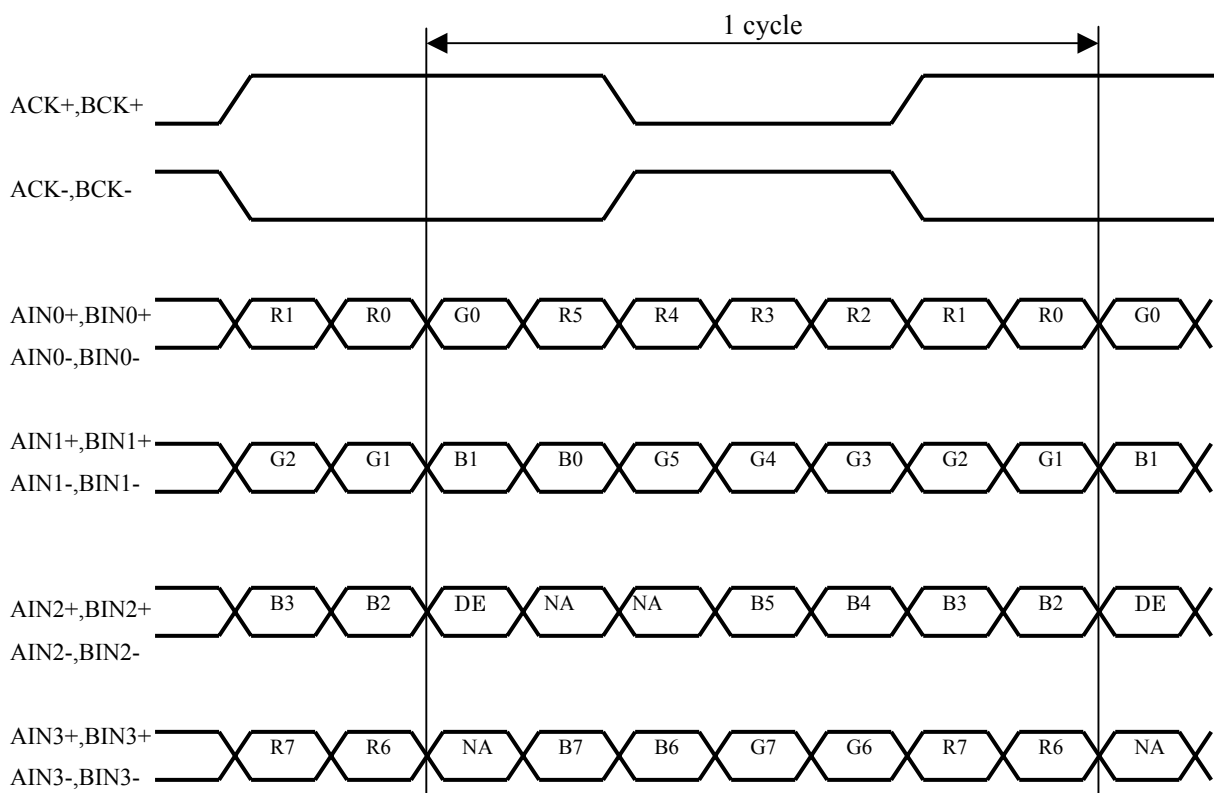 1 cycle
ACK+,BCK+
ACK-,BCK-
AIN0+,BIN0+
R1 R0 G0 R5 R4 R3 R2 R1 R0 G0
AIN0-,BIN0-
AIN1+,BIN1+
G2 G1 B1 B0 G5 G4 G3 G2 G1 B1
AIN1-,BIN1-
AIN2+,BIN2+
B3 B2 DE NA NA B5 B4 B3 B2 DE
AIN2-,BIN2-
AIN3+,BIN3+
R7 R6 NA B7 B6 G7 G6 R7 R6 NA
AIN3-,BIN3-